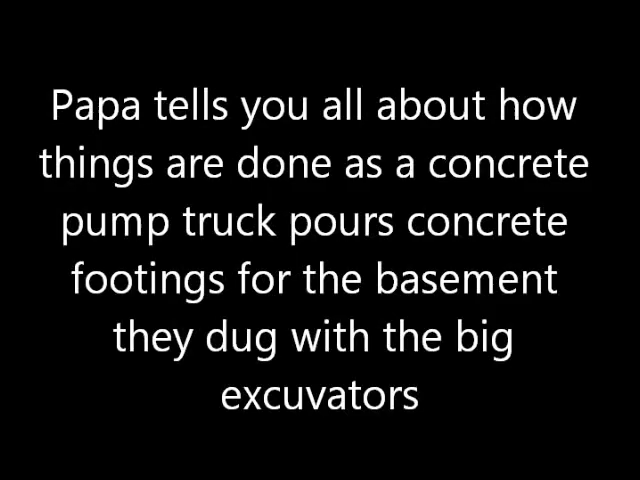 Papa tells you all about how
things are done as a concrete
pump truck pours concrete
footings for the basement
they dug with the big
excuvators